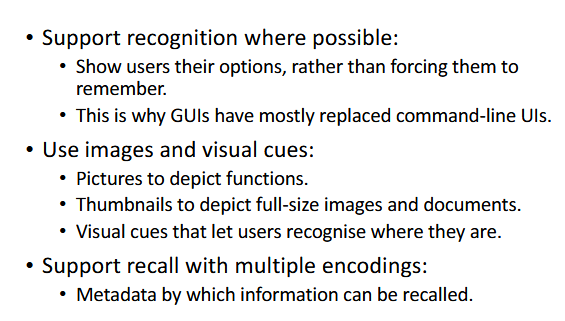 • Support recognition where possible:
• Show users their options, rather than forcing them to
remember.
• This is why GUIs have mostly replaced command-line UIs.
• Use images and visual cues:
• Pictures to depict functions.
• Thumbnails to depict full-size images and documents.
• Visual cues that let users recognise where they are.
• Support recall with multiple encodings:
• Metadata by which information can be recalled.